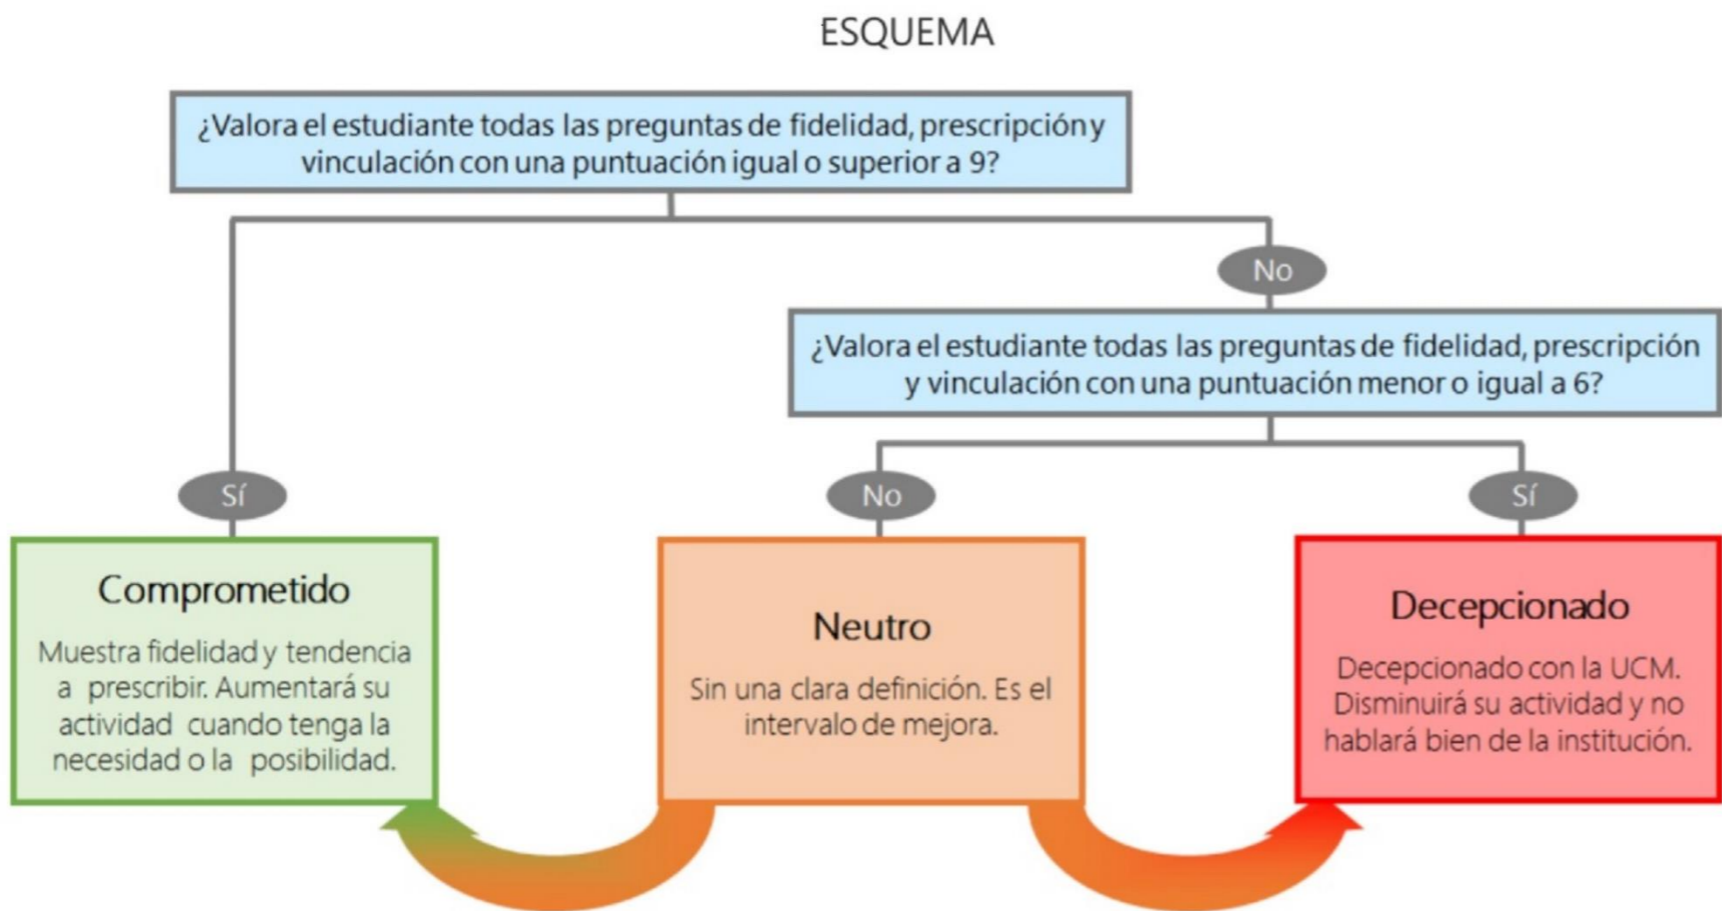 ESQUEMA
¿Valora el estudiante todas las preguntas de fidelidad, prescripción y
vinculación con una puntuación igual o superior a 9?
No
¿Valora el estudiante todas las preguntas de fidelidad, prescripción
y vinculación con una puntuación menor o igual a 6?
Sí
No
Sí
Comprometido
Muestra fidelidad y tendencia
a prescribir. Aumentará su
actividad cuando tenga la
necesidad o la posibilidad.
Neutro
Sin una clara definición. Es el
intervalo de mejora.
Decepcionado
Decepcionado con la UCM.
Disminuirá su actividad y no
hablará bien de la institución.